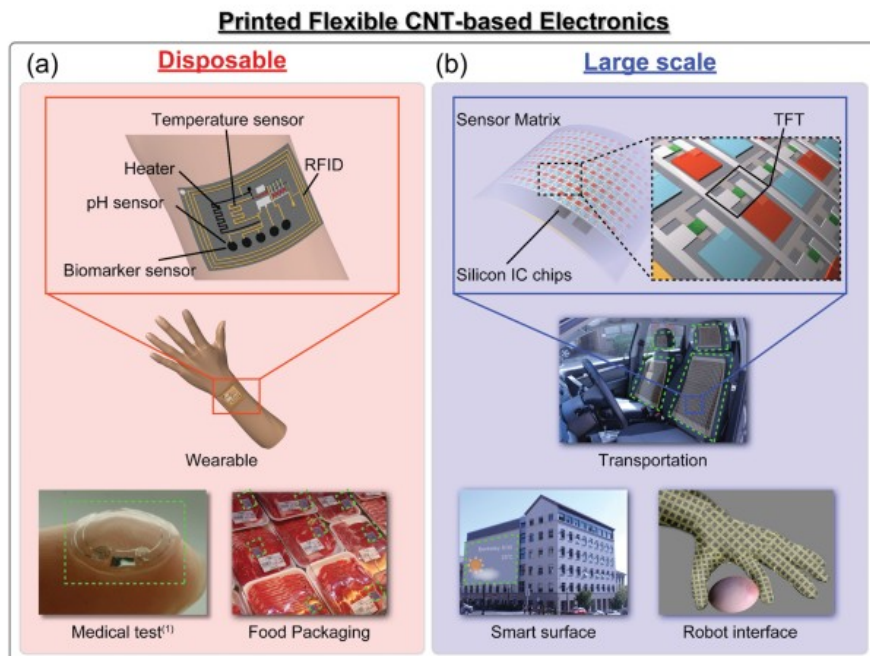 Printed Flexible CNT-based Electronics
(a)
Disposable
Temperature sensor
Heater
RFID
pH sensor
Biomarker sensor
Wearable
Medical test(1)
Food Packaging
(b)
Large scale
Sensor Matrix
TFT
Silicon IC chips
Transportation
Smart surface
Robot interface